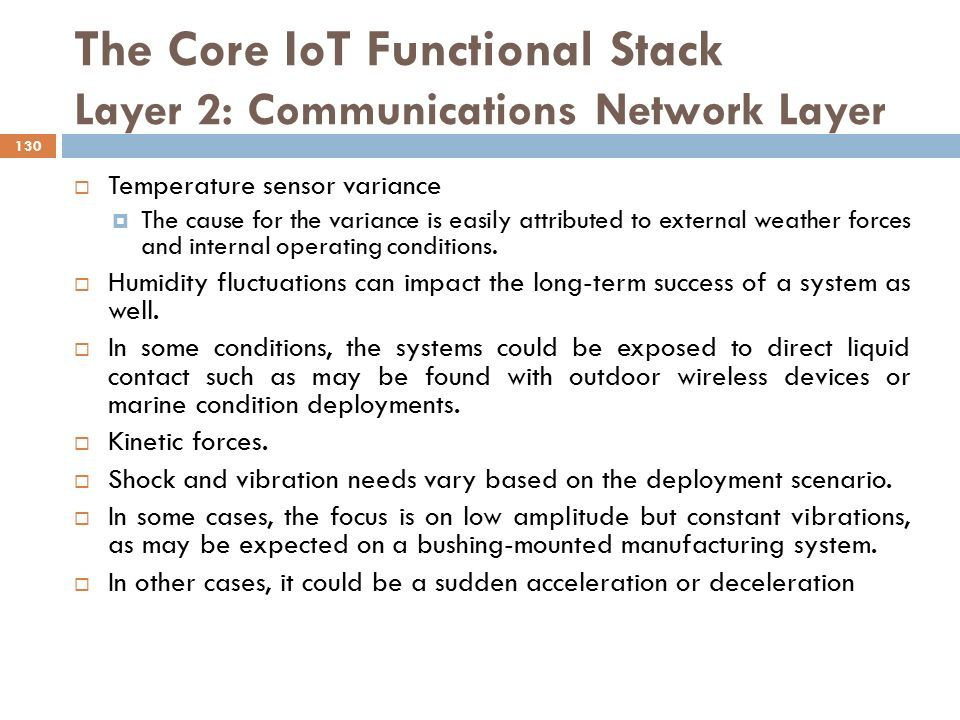 The Core IoT Functional Stack
Layer 2: Communications Network Layer
130
Temperature sensor variance
The cause for the variance is easily attributed to external weather forces
and internal operating conditions.
Humidity fluctuations can impact the long-term success of a system as
well.
In some conditions, the systems could be exposed to direct liquid
contact such as may be found with outdoor wireless devices or
marine condition deployments.
Kinetic forces.
Shock and vibration needs vary based on the deployment scenario.
In some cases, the focus is on low amplitude but constant vibrations,
as may be expected on a bushing-mounted manufacturing system.
In other cases, it could be a sudden acceleration or deceleration